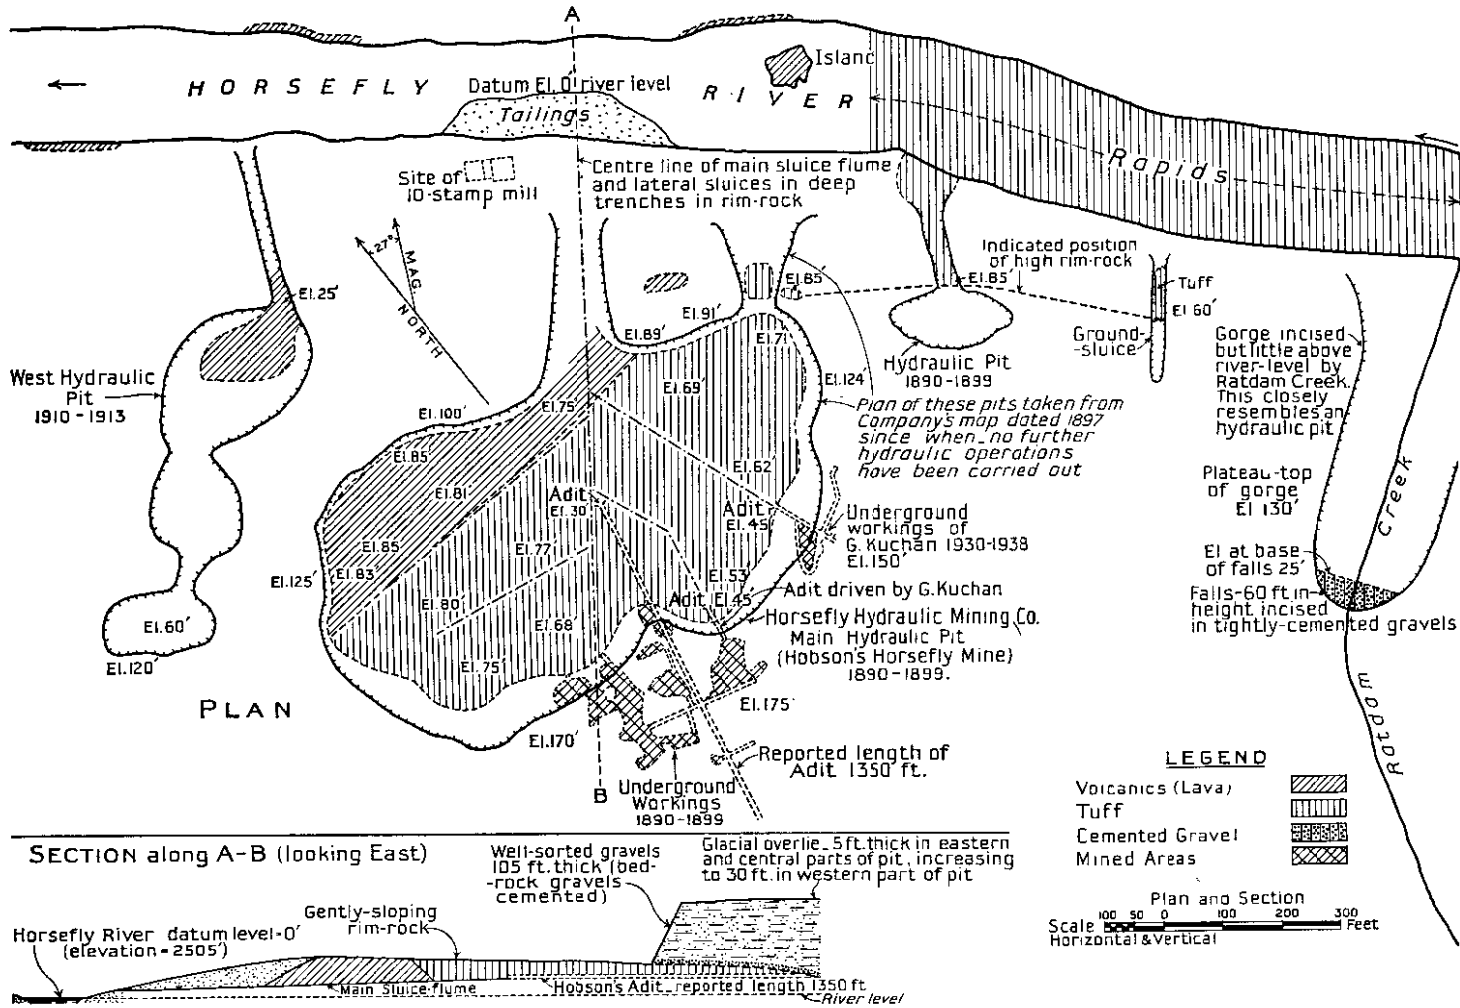 A
Island
HORSEFLY RIVER
Datum El. 0' river level
Tailings
Rapids
Site of
10-stamp mill
Centre line of main sluice flume
and lateral sluices in deep
trenches in rim-rock
27°
MAG.
NORTH
Indicated position
of high rim-rock
El.25'
El.85'
El.85'
Tuff
El.60'
El.91'
El.89'
El.71'
Ground-
-sluice
Hydraulic Pit
1890-1899
Gorge incised
but little above
river-level by
Ratdam Creek.
This closely
resembles an
hydraulic pit
West Hydraulic
Pit
1910-1913
El.69'
El.124'
El.100'
El.75'
Plan of these pits taken from
Company's map dated 1897
since when no further
hydraulic operations
have been carried out
El.85'
El.81'
El.62'
Plateau-top
of gorge
El 130'
Adit
El.30'
Adit
El.45'
Underground
workings of
G. Kuchan 1930-1938
El.150'
El.85'
El.77'
El.125'
El.83'
El.53'
El at base
of falls 25'
Falls-60 ft in-
height incised
in tightly-cemented gravels
Adit driven by G.Kuchan
El.80'
Adit El.45'
El.60'
El.68'
Horsefly Hydraulic Mining Co.
Main Hydraulic Pit
(Hobson's Horsefly Mine)
1890-1899.
El.120'
El.75'
El.175'
PLAN
El.170'
Reported length of
Adit 1350 ft.
B
Underground
Workings
1890-1899
Ratdam Creek
LEGEND
Volcanics (Lava)
Tuff
Cemented Gravel
Mined Areas
Plan and Section
100 50 0 100 200 300
Scale Feet
Horizontal & Vertical
SECTION along A-B (looking East)
Well-sorted gravels
105 ft. thick (bed-
-rock gravels
cemented)
Glacial overlie 5ft.thick in eastern
and central parts of pit, increasing
to 30 ft. in western part of pit
Gently-sloping
rim-rock
Horsefly River datum level=0'
(elevation=2505')
Main Sluice-flume
Hobson's Adit reported length 1350 ft
River level